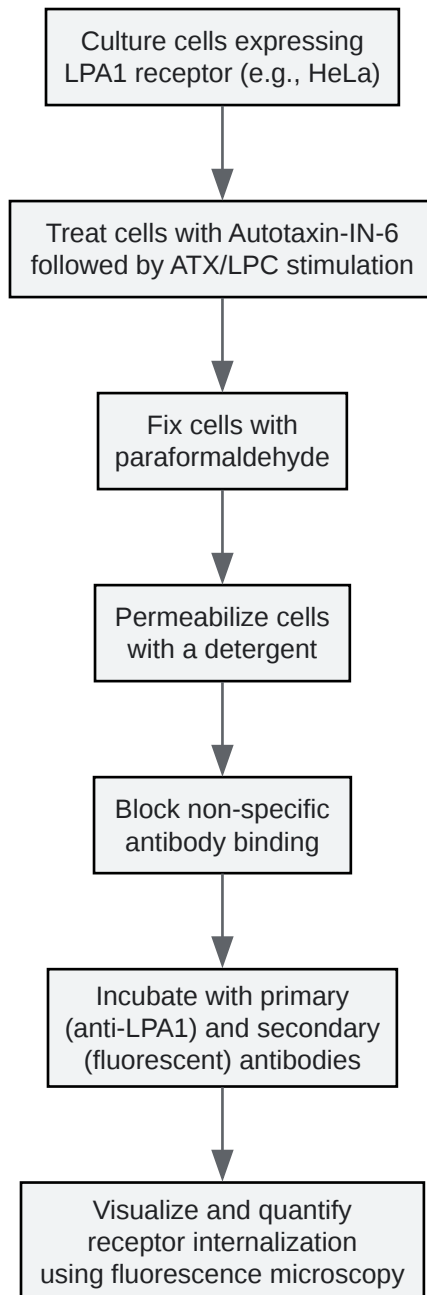 Culture cells expressing
LPA1 receptor (e.g., HeLa)
Treat cells with Autotaxin-IN-6
followed by ATX/LPC stimulation
Fix cells with
paraformaldehyde
Permeabilize cells
with a detergent
Block non-specific
antibody binding
Incubate with primary
(anti-LPA1) and secondary
(fluorescent) antibodies
Visualize and quantify
receptor internalization
using fluorescence microscopy